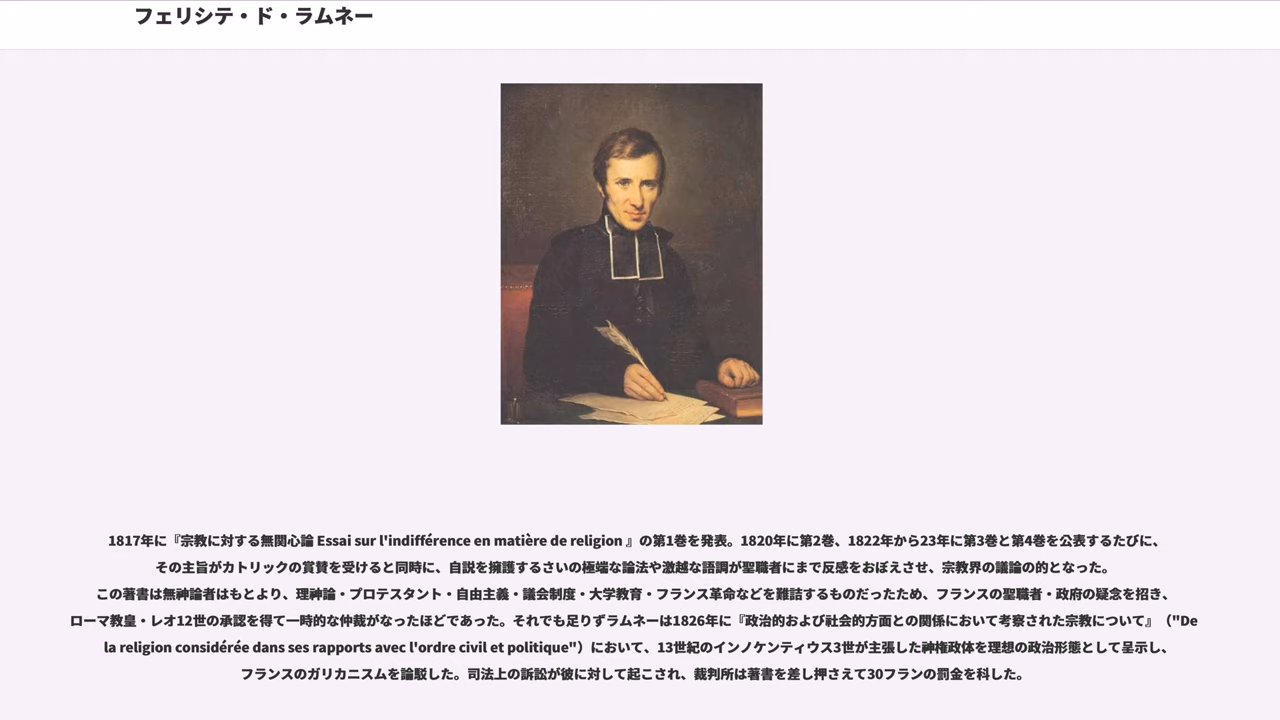 フェリシテ・ド・ラムネー
1817年に『宗教に対する無関心論 Essai sur l'indifférence en matière de religion 』の第1巻を発表。1820年に第2巻、1822年から23年に第3巻と第4巻を公表するたびに、
その主旨がカトリックの賞賛を受けると同時に、自説を擁護するさいの極端な論法や激越な語調が聖職者にまで反感をおぼえさせ、宗教界の議論の的となった。
この著書は無神論者はもとより、理神論・プロテスタント・自由主義・議会制度・大学教育・フランス革命などを難詰するものだったため、フランスの聖職者・政府の疑念を招き、
ローマ教皇・レオ12世の承認を得て一時的な仲裁がなったほどであった。それでも足りずラムネーは1826年に『政治的および社会的方面との関係において考察された宗教について』（"De
la religion considérée dans ses rapports avec l'ordre civil et politique"）において、13世紀のインノケンティウス3世が主張した神権政体を理想の政治形態として呈示し、
フランスのガリカニスムを論駁した。司法上の訴訟が彼に対して起こされ、裁判所は著書を差し押さえて30フランの罰金を科した。